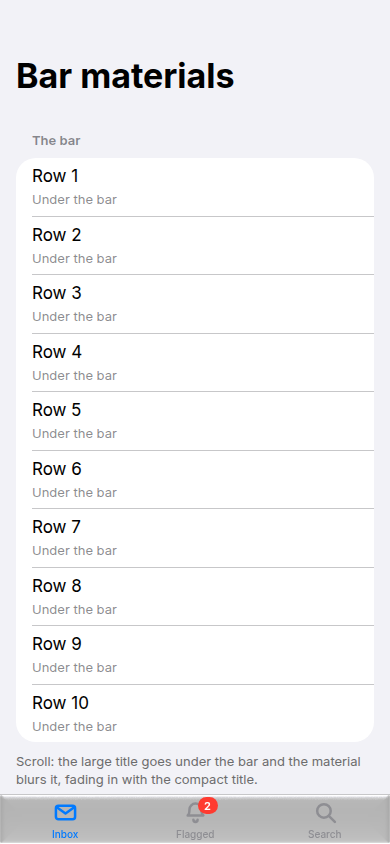 Bar materials
The bar
Row 1
Under the bar
Row 2
Under the bar
Row 3
Under the bar
Row 4
Under the bar
Row 5
Under the bar
Row 6
Under the bar
Row 7
Under the bar
Row 8
Under the bar
Row 9
Under the bar
Row 10
Under the bar
Scroll: the large title goes under the bar and the material
blurs it, fading in with the compact title.
2
Inbox Flagged Search